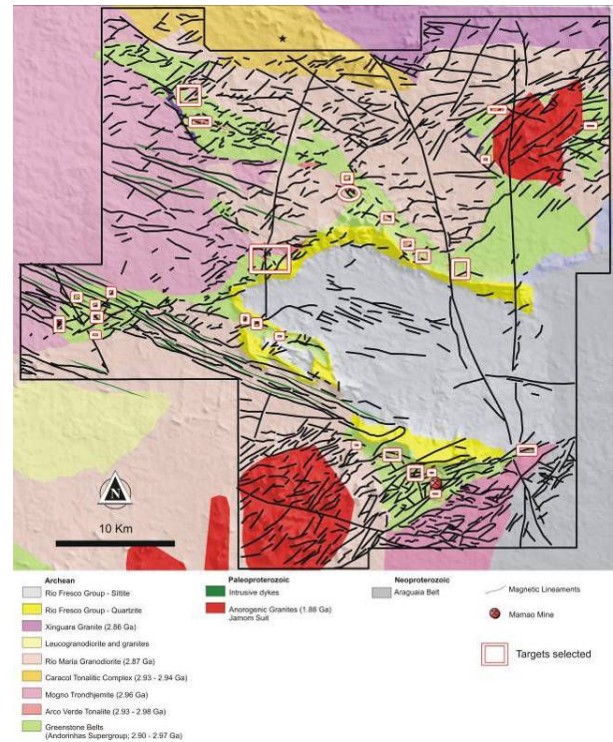 N
10 Km
Archean
Rio Fresco Group - Siltite
Rio Fresco Group - Quartzite
Xinguara Granite (2.86 Ga)
Leucogranodiorite and granites
Rio Maria Granodiorite (2.87 Ga)
Caracol Tonalitic Complex (2.93 - 2.94 Ga)
Mogno Trondhjemite (2.96 Ga)
Arco Verde Tonalite (2.93 - 2.98 Ga)
Greenstone Belts
(Andorinhas Supergroup; 2.90 - 2.97 Ga)
Paleoproterozoic
Intrusive dykes
Anorogenic Granites (1.88 Ga)
Jamom Suit
Neoproterozoic
Araguaia Belt
Magnetic Lineaments
Mamao Mine
Targets selected